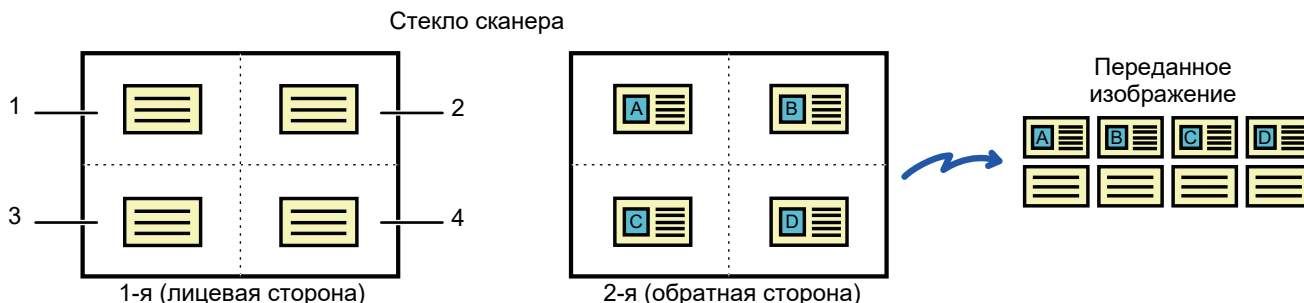 Стекло сканера
1
2
3
4
1-я (лицевая сторона)
A
B
C
D
2-я (обратная сторона)
Переданное
изображение
A
B
C
D